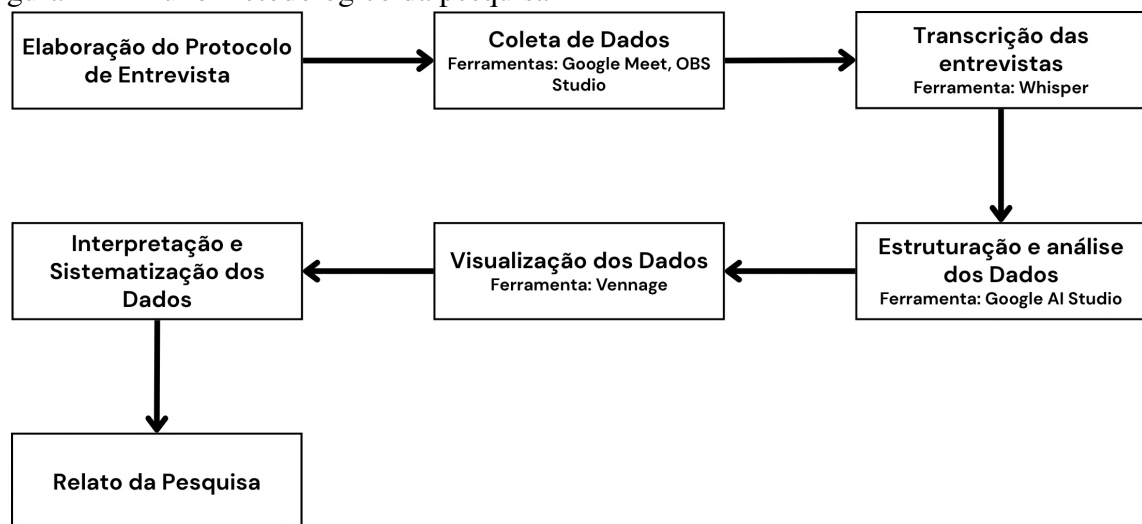 Elaboração do Protocolo
de Entrevista
Coleta de Dados
Ferramentas: Google Meet, OBS
Studio
Transcrição das
entrevistas
Ferramenta: Whisper
Estruturação e análise
dos Dados
Ferramenta: Google AI Studio
Visualização dos Dados
Ferramenta: Vennage
Interpretação e
Sistematização dos
Dados
Relato da Pesquisa